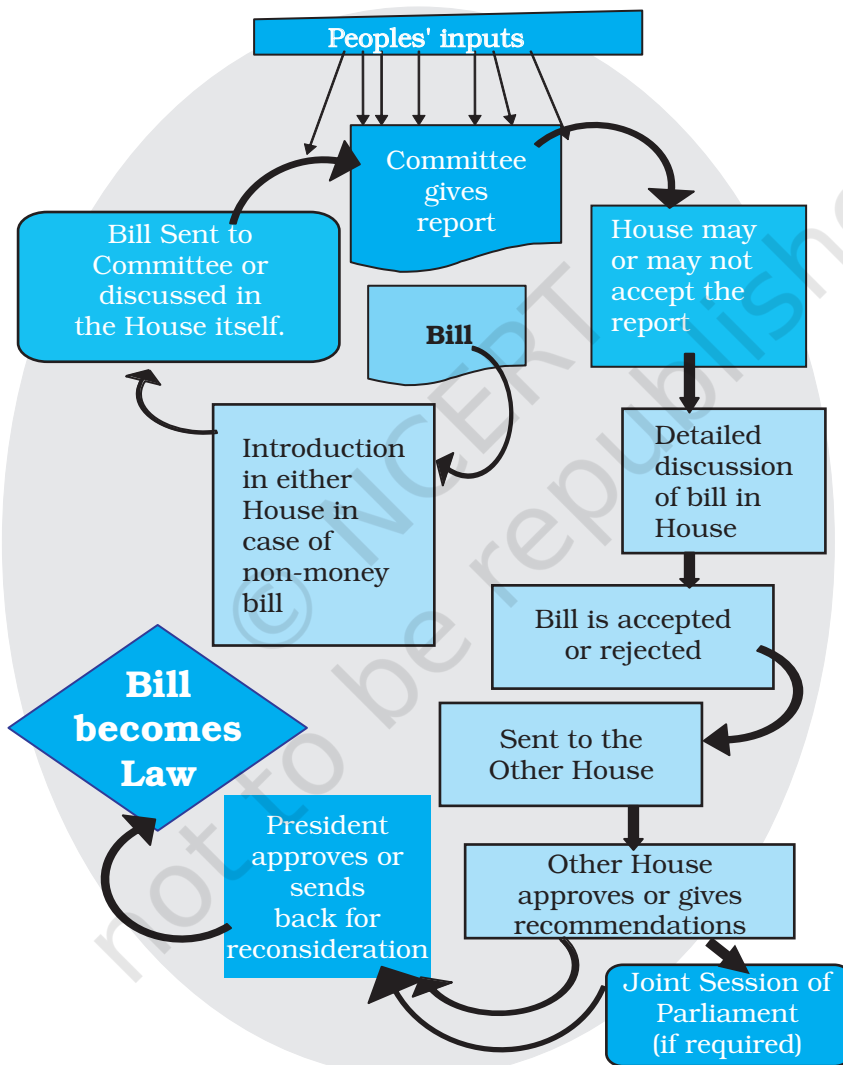 Peoples' inputs
Committee
gives
report
Bill Sent to
Committee or
discussed in
the House itself.
House may
or may not
accept the
report
Bill
Introduction
in either
House in
case of
non-money
bill
Detailed
discussion
of bill in
House
Bill is accepted
or rejected
Sent to the
Other House
Other House
approves or gives
recommendations
Joint Session of
Parliament
(if required)
President
approves or
sends
back for
reconsideration
Bill
becomes
Law
© NCERT
not to be republishe